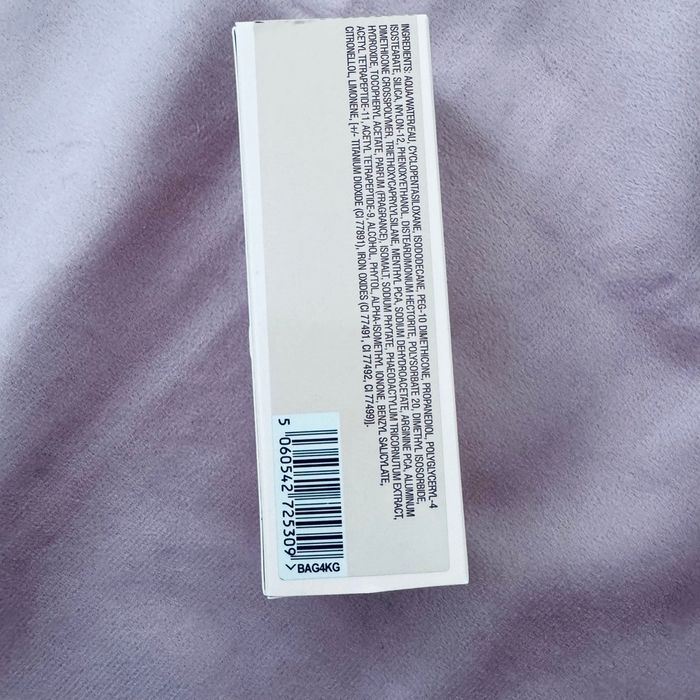 INGREDIENTS: AQUA/WATER/EAU, CYCLOPENTASILOXANE, ISODODECANE, PEG-10 DIMETHICONE, PROPANEDIOL, POLYGLYCERYL-4
ISOSTEARATE, SILICA, NYLON-12, PHENOXYETHANOL, DISTEARDIMONIUM HECTORITE, POLYSORBATE 20, DIMETHYL ISOSORBIDE,
DIMETHICONE CROSSPOLYMER, TRIETHOXYCAPRYLYLSILANE, MENTHYL PCA, SODIUM DEHYDROACETATE, ARGININE PCA, ALUMINUM
HYDROXIDE, TOCOPHERYL ACETATE, PARFUM (FRAGRANCE), ISOMALT, SODIUM PHYTATE, PHAEODACTYLUM TRICORNUTUM EXTRACT,
ACETYL TETRAPEPTIDE-11, ACETYL TETRAPEPTIDE-9, ALCOHOL, PHYTOL, ALPHA-ISOMETHYL IONONE, BENZYL SALICYLATE,
CITRONELLOL, LIMONENE, [+/- TITANIUM DIOXIDE (CI 77891), IRON OXIDES (CI 77491, CI 77492, CI 77499)].
5 060542 725309 >
BAG4KG